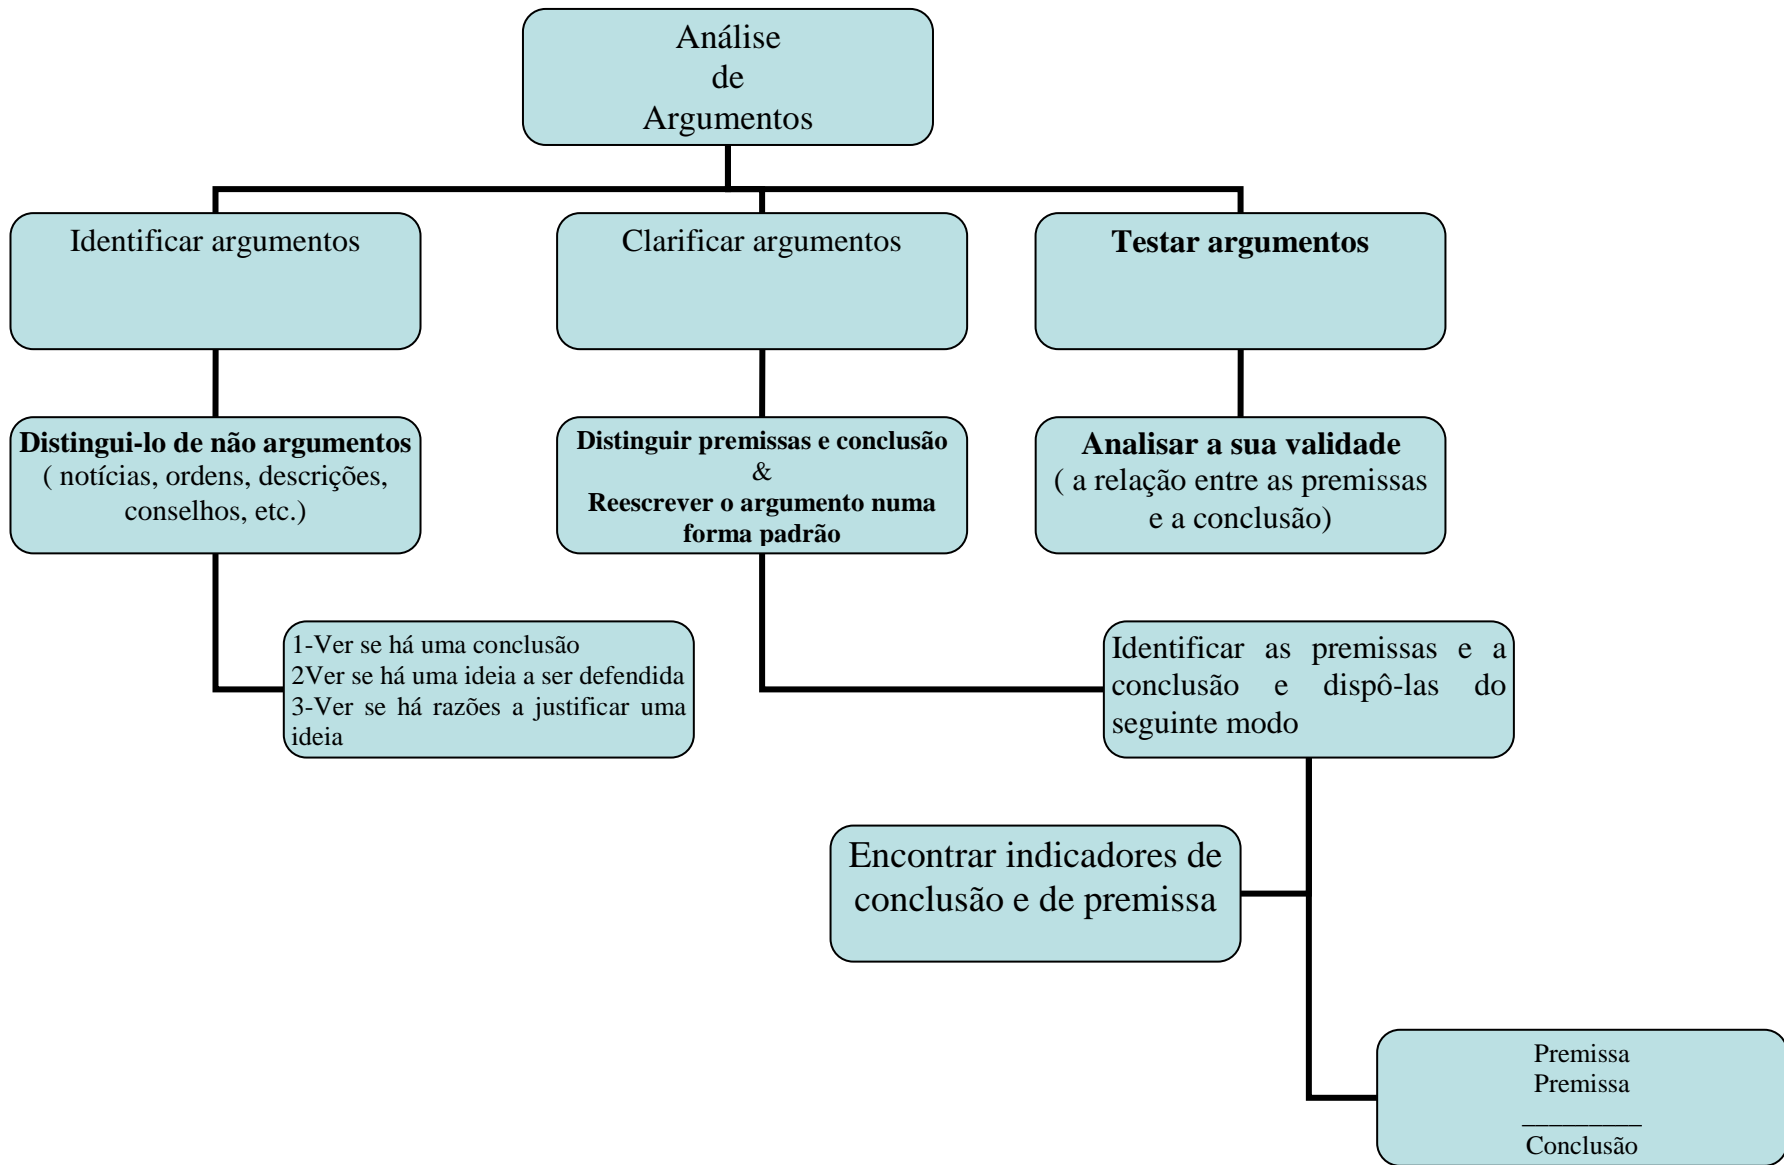 Análise
de
Argumentos
Identificar argumentos
Clarificar argumentos
Testar argumentos
Distingui-lo de não argumentos
( notícias, ordens, descrições,
conselhos, etc.)
Distinguir premissas e conclusão
&
Reescrever o argumento numa
forma padrão
Analisar a sua validade
( a relação entre as premissas
e a conclusão)
1-Ver se há uma conclusão
2Ver se há uma ideia a ser defendida
3-Ver se há razões a justificar uma
ideia
Identificar as premissas e a
conclusão e dispô-las do
seguinte modo
Encontrar indicadores de
conclusão e de premissa
Premissa
Premissa
_________
Conclusão